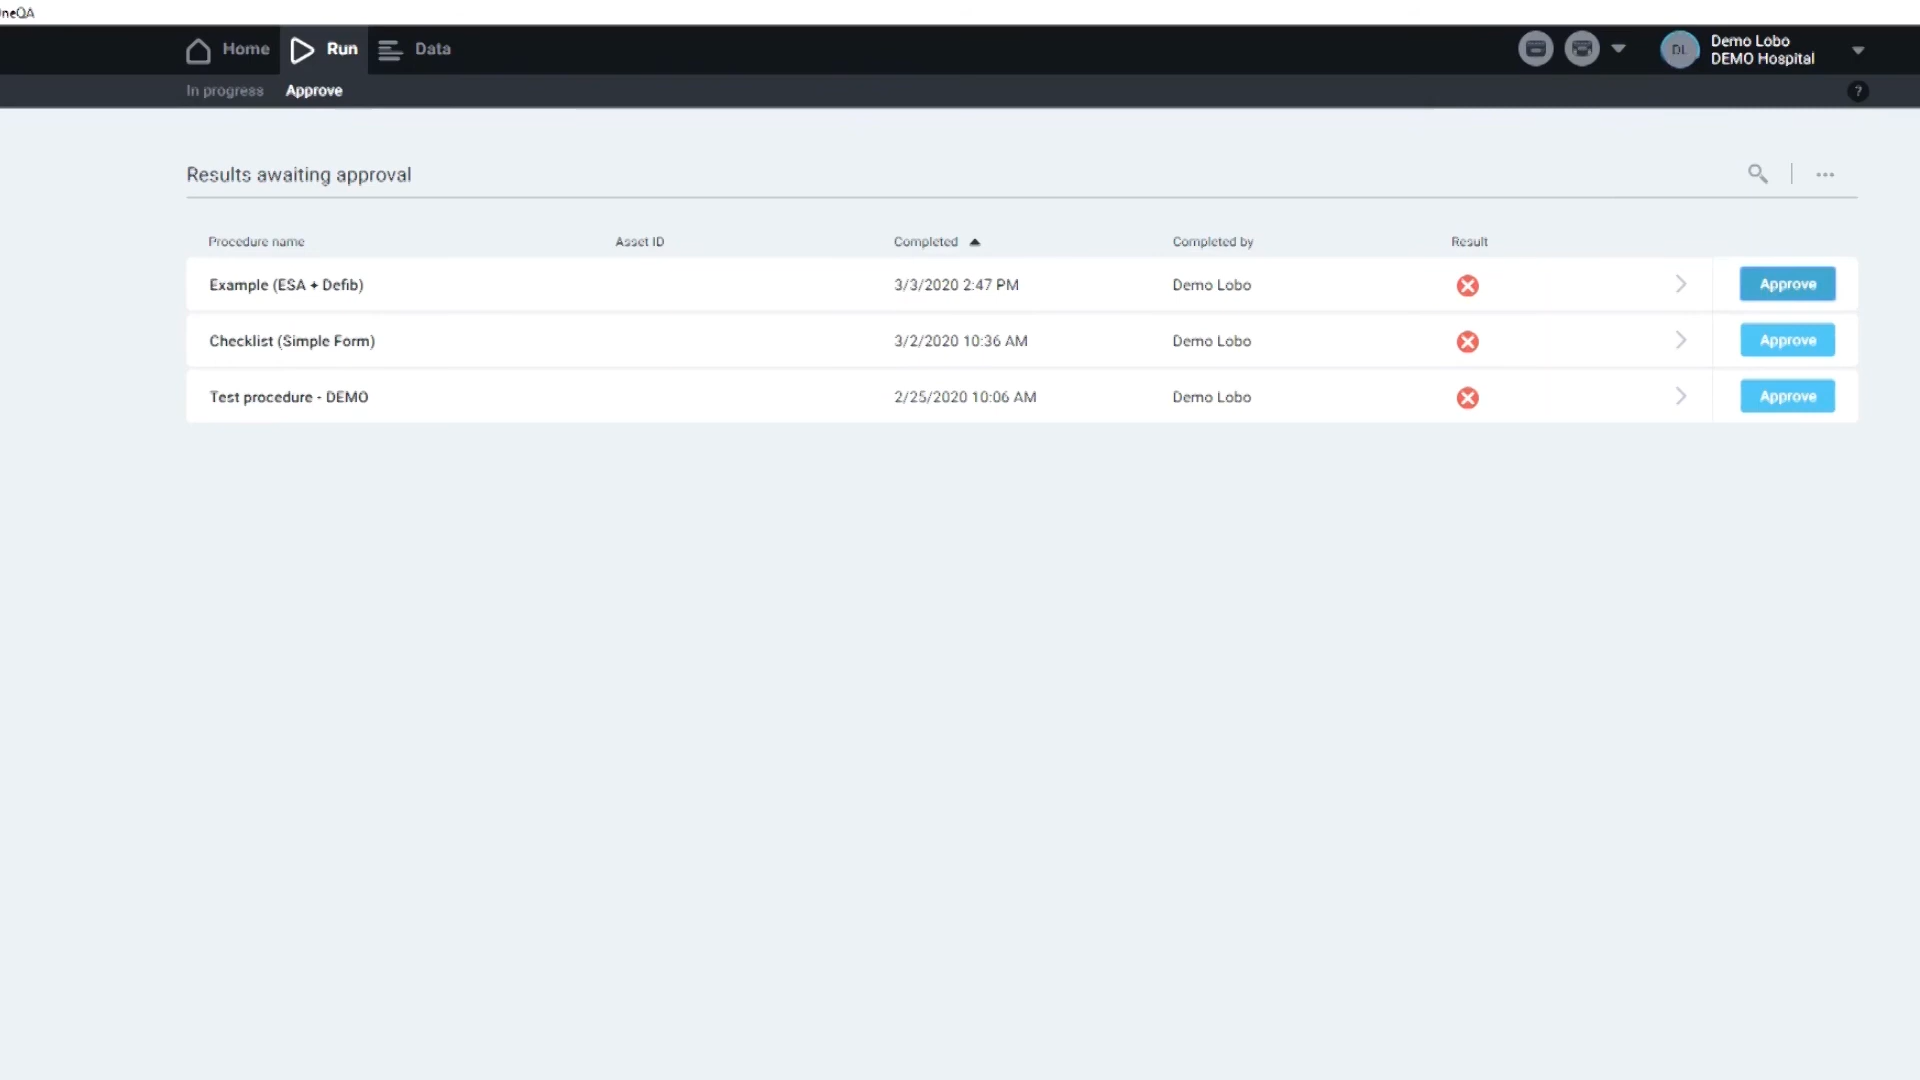 neQA
Home Run Data
DL
Demo Lobo
DEMO Hospital
In progress Approve
?
Results awaiting approval
Procedure name Asset ID Completed Completed by Result
Example (ESA + Defib) 3/3/2020 2:47 PM Demo Lobo Approve
Checklist (Simple Form) 3/2/2020 10:36 AM Demo Lobo Approve
Test procedure - DEMO 2/25/2020 10:06 AM Demo Lobo Approve